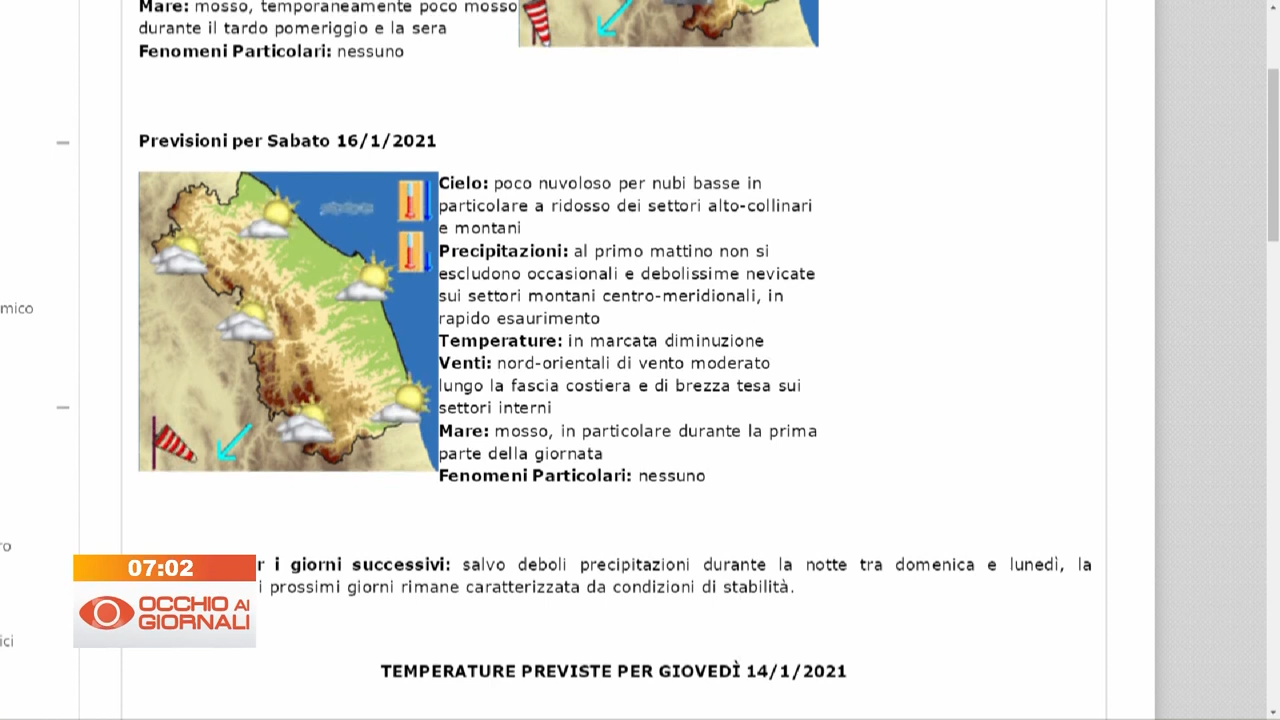 Mare: mosso, temporaneamente poco mosso
durante il tardo pomeriggio e la sera
Fenomeni Particolari: nessuno
Previsioni per Sabato 16/1/2021
Cielo: poco nuvoloso per nubi basse in
particolare a ridosso dei settori alto-collinari
e montani
Precipitazioni: al primo mattino non si
escludono occasionali e debolissime nevicate
sui settori montani centro-meridionali, in
rapido esaurimento
Temperature: in marcata diminuzione
Venti: nord-orientali di vento moderato
lungo la fascia costiera e di brezza tesa sui
settori interni
Mare: mosso, in particolare durante la prima
parte della giornata
Fenomeni Particolari: nessuno
mico
ro
ici
r i giorni successivi: salvo deboli precipitazioni durante la notte tra domenica e lunedì, la
i prossimi giorni rimane caratterizzata da condizioni di stabilità.
07:02
OCCHIO AI
GIORNALI
TEMPERATURE PREVISTE PER GIOVEDÌ 14/1/2021